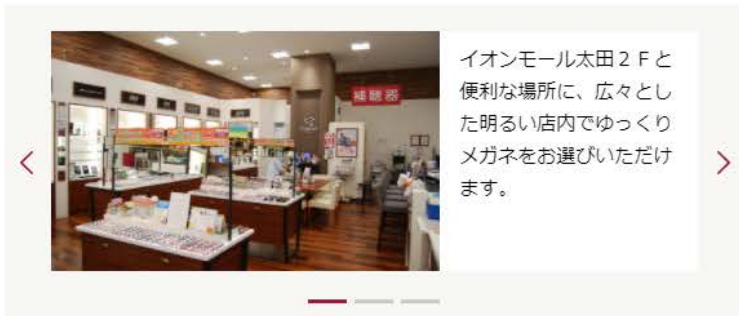 補聴器
イオンモール太田２Ｆと
便利な場所に、広々とし
た明るい店内でゆっくり
メガネをお選びいただけ
ます。